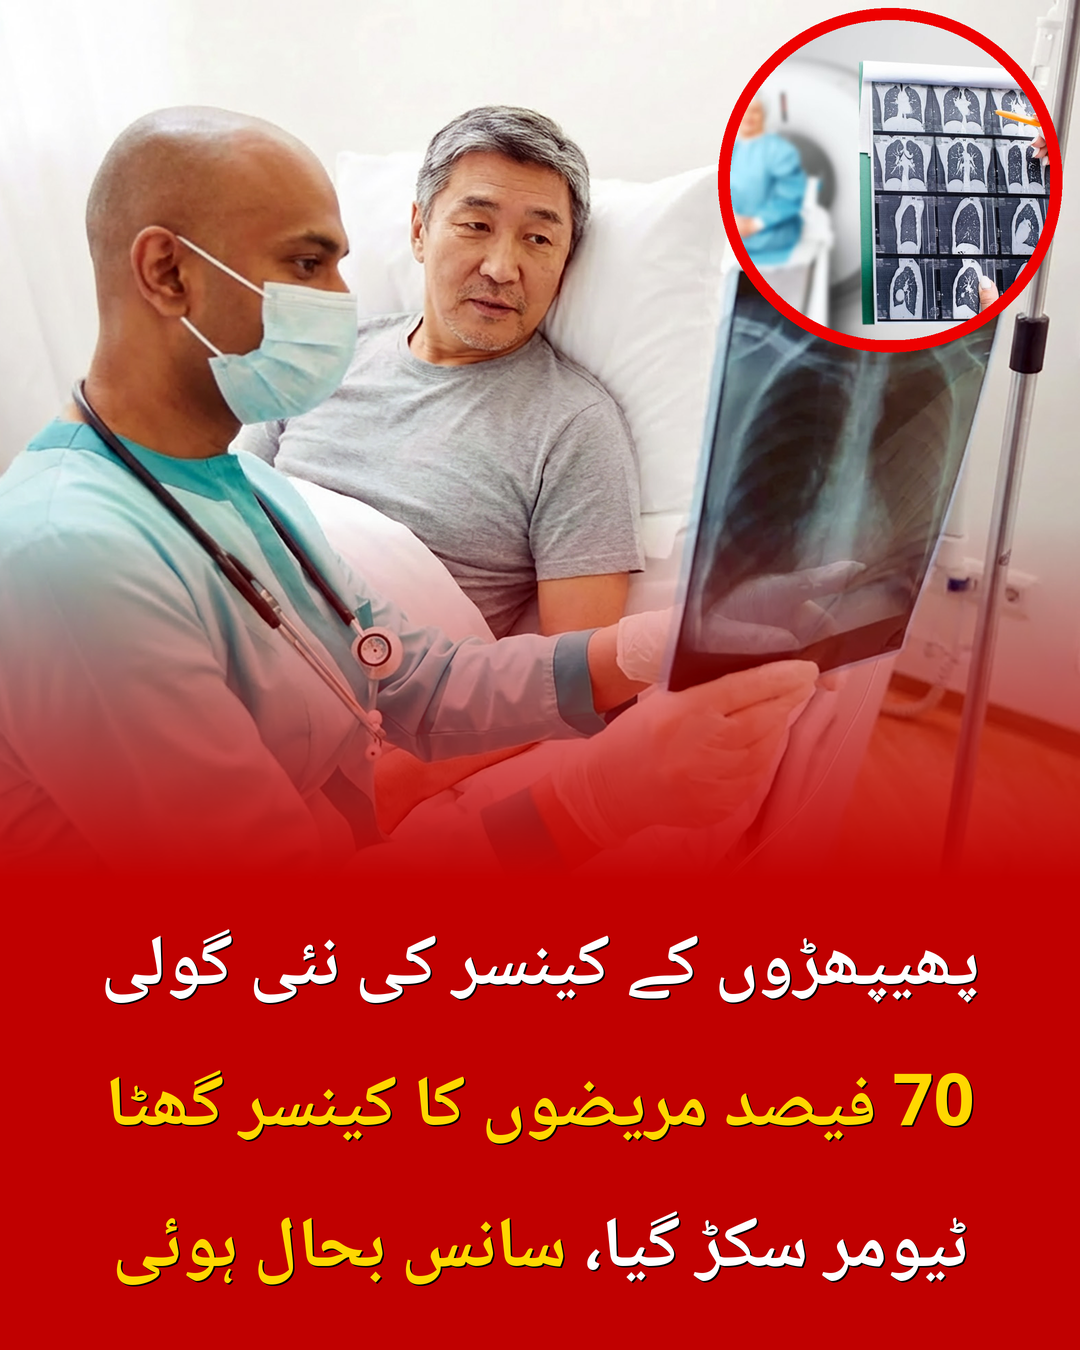 پھیپھڑوں کے کینسر کی نئی گولی
70 فیصد مریضوں کا کینسر گھٹا
ٹیومر سکڑ گیا، سانس بحال ہوئی